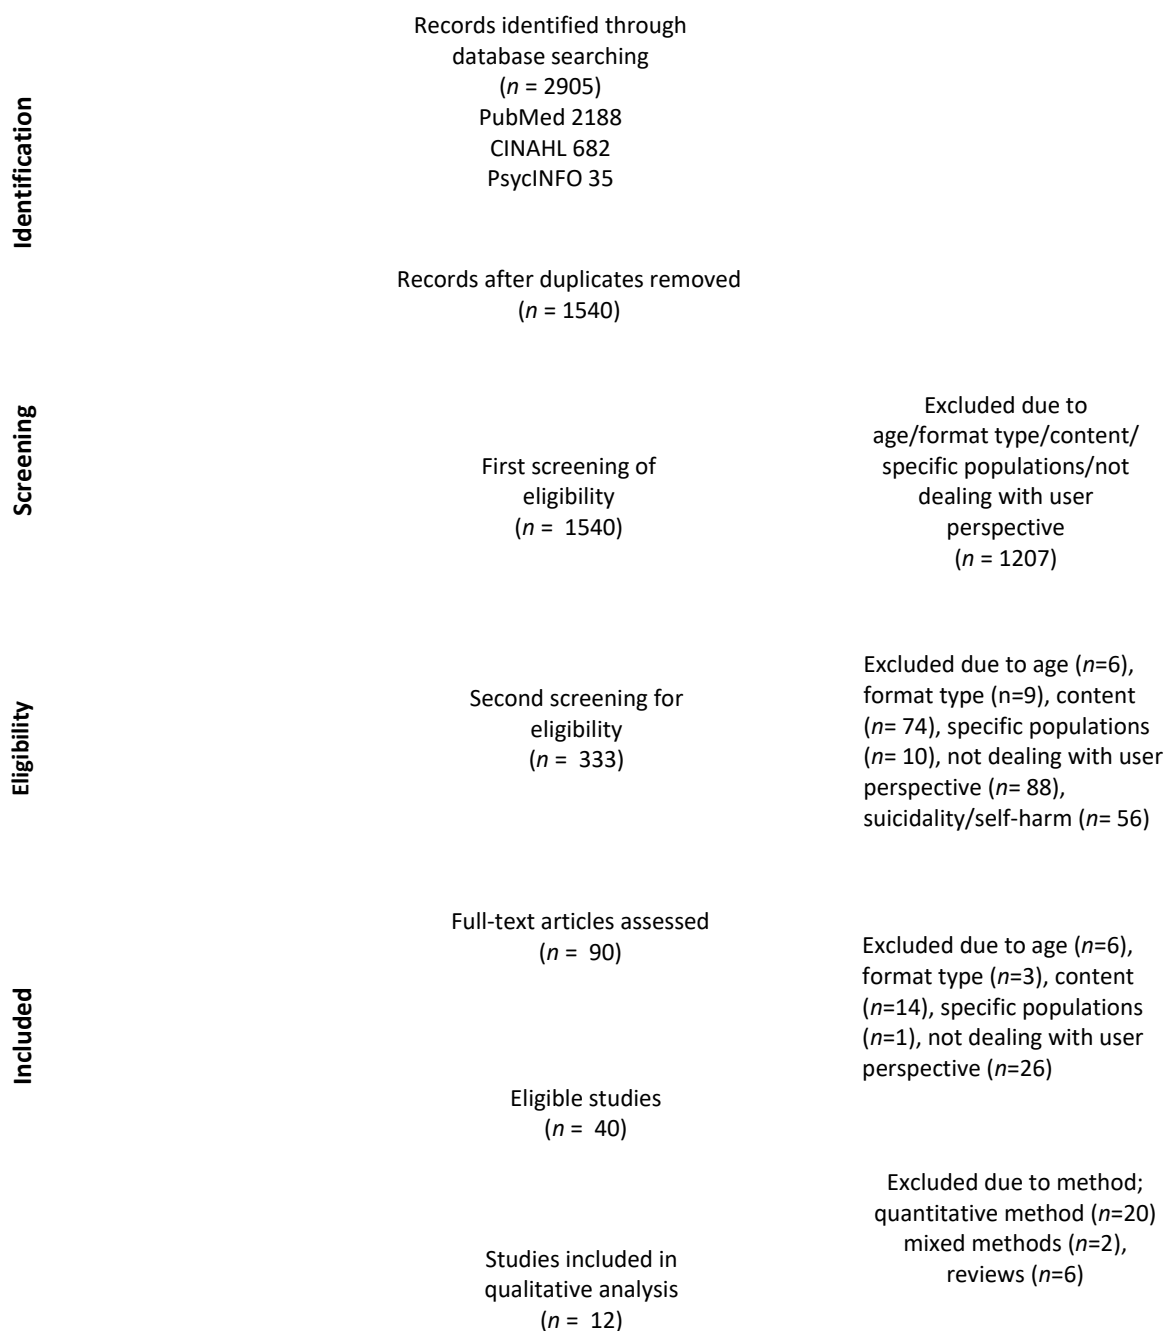 Identification
Records identified through
database searching
(n = 2905)
PubMed 2188
CINAHL 682
PsycINFO 35
Records after duplicates removed
(n = 1540)
Screening
First screening of
eligibility
(n =  1540)
Excluded due to
age/format type/content/
specific populations/not
dealing with user
perspective
(n = 1207)
Eligibility
Second screening for
eligibility
(n =  333)
Excluded due to age (n=6),
format type (n=9), content
(n= 74), specific populations
(n= 10), not dealing with user
perspective (n= 88),
suicidality/self-harm (n= 56)
Included
Full-text articles assessed
(n =  90)
Excluded due to age (n=6),
format type (n=3), content
(n=14), specific populations
(n=1), not dealing with user
perspective (n=26)
Eligible studies
(n =  40)
Excluded due to method;
quantitative method (n=20)
mixed methods (n=2),
reviews (n=6)
Studies included in
qualitative analysis
(n =  12)